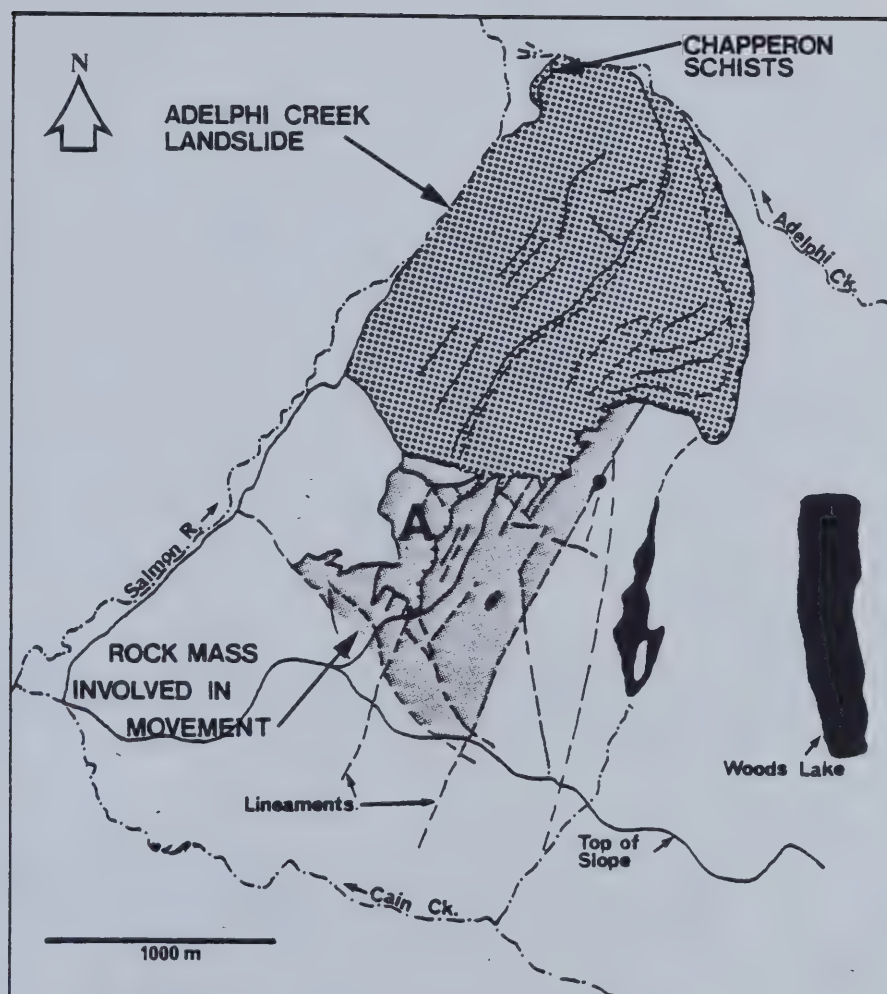 N
CHAPPERON
SCHISTS
ADELPHI CREEK
LANDSLIDE
Adelphi Ck.
Salmon R.
A
ROCK MASS
INVOLVED IN
MOVEMENT
Woods Lake
Lineaments
Top of
Slope
Cain Ck.
1000 m